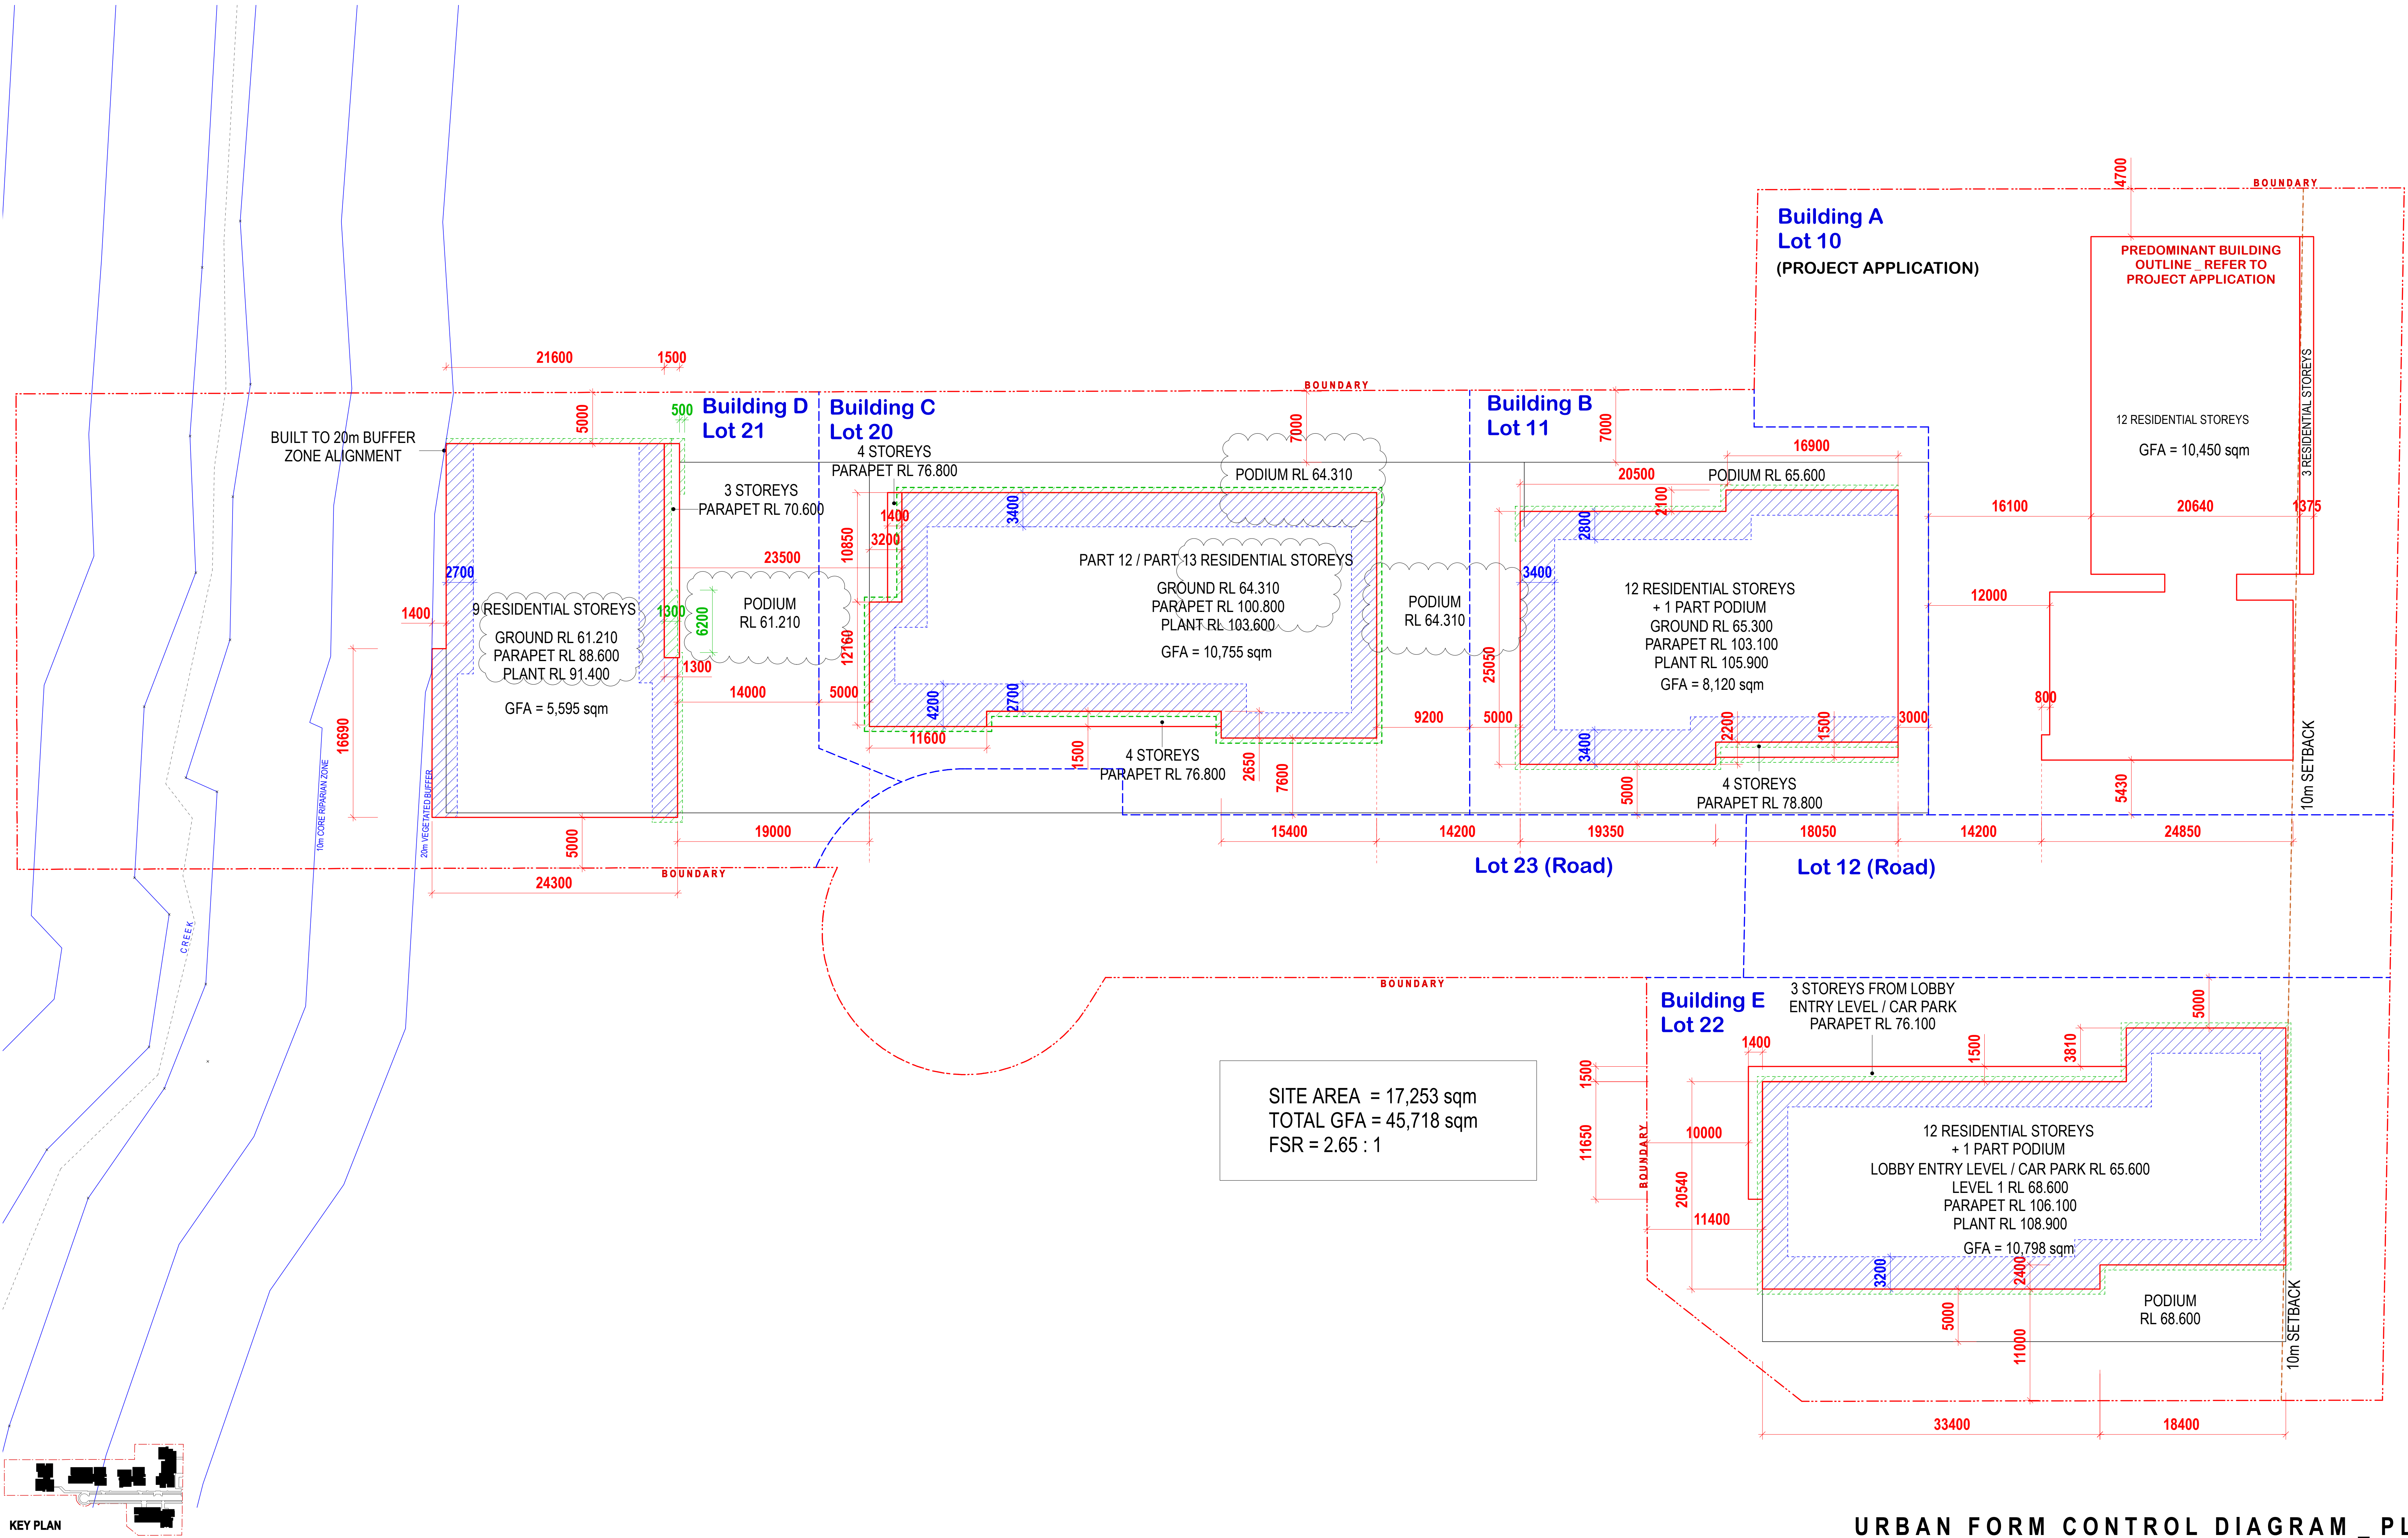 4700
BOUNDARY
Building A
Lot 10
(PROJECT APPLICATION)
PREDOMINANT BUILDING
OUTLINE _ REFER TO
PROJECT APPLICATION
3 RESIDENTIAL STOREYS
12 RESIDENTIAL STOREYS
GFA = 10,450 sqm
16100
20640
1375
12000
800
5430
10m SETBACK
21600
1500
BOUNDARY
5000
500
Building D
Lot 21
Building C
Lot 20
Building B
Lot 11
7000
7000
BUILT TO 20m BUFFER
ZONE ALIGNMENT
4 STOREYS
PARAPET RL 76.800
PODIUM RL 64.310
16900
20500
PODIUM RL 65.600
2100
3 STOREYS
PARAPET RL 70.600
1400
3400
2800
3200
10850
23500
2700
3400
PART 12 / PART 13 RESIDENTIAL STOREYS
GROUND RL 64.310
PARAPET RL 100.800
PLANT RL 103.600
GFA = 10,755 sqm
12 RESIDENTIAL STOREYS
+ 1 PART PODIUM
GROUND RL 65.300
PARAPET RL 103.100
PLANT RL 105.900
GFA = 8,120 sqm
1400
9 RESIDENTIAL STOREYS
GROUND RL 61.210
PARAPET RL 88.600
PLANT RL 91.400
GFA = 5,595 sqm
1300
6200
PODIUM
RL 61.210
PODIUM
RL 64.310
12160
25050
1300
14000
5000
4200
2700
9200
5000
2200
1500
3000
16690
11600
1500
4 STOREYS
PARAPET RL 76.800
2650
7600
3400
5000
4 STOREYS
PARAPET RL 78.800
10m CORE RIPARIAN ZONE
20m VEGETATED BUFFER
5000
19000
15400
14200
19350
18050
14200
24850
24300
BOUNDARY
Lot 23 (Road)
Lot 12 (Road)
CREEK
BOUNDARY
Building E
Lot 22
3 STOREYS FROM LOBBY
ENTRY LEVEL / CAR PARK
PARAPET RL 76.100
5000
1400
1500
3810
1500
11650
BOUNDARY
10000
20540
11400
SITE AREA = 17,253 sqm
TOTAL GFA = 45,718 sqm
FSR = 2.65 : 1
12 RESIDENTIAL STOREYS
+ 1 PART PODIUM
LOBBY ENTRY LEVEL / CAR PARK RL 65.600
LEVEL 1 RL 68.600
PARAPET RL 106.100
PLANT RL 108.900
GFA = 10,798 sqm
3200
2400
5000
11000
PODIUM
RL 68.600
10m SETBACK
33400
18400
KEY PLAN
URBAN FORM CONTROL DIAGRAM _ PL